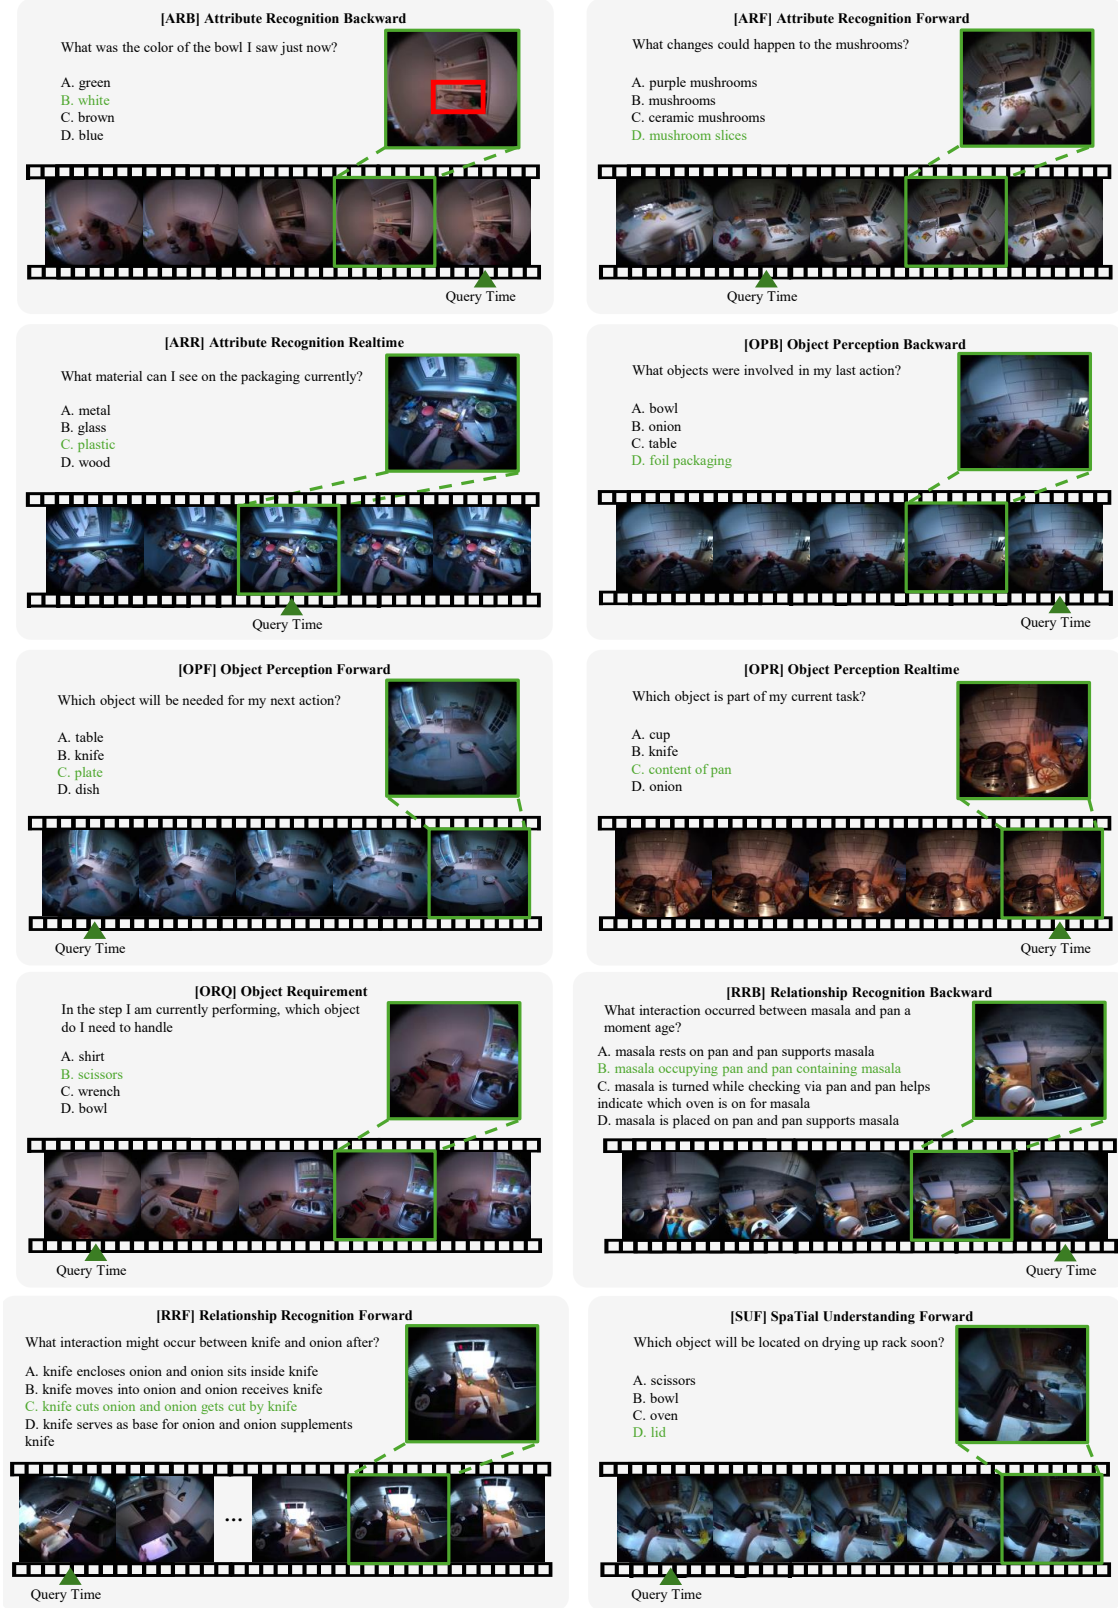 [ARB] Attribute Recognition Backward
What was the color of the bowl I saw just now?
A. green
B. white
C. brown
D. blue
Query Time
[ARF] Attribute Recognition Forward
What changes could happen to the mushrooms?
A. purple mushrooms
B. mushrooms
C. ceramic mushrooms
D. mushroom slices
Query Time
[ARR] Attribute Recognition Realtime
What material can I see on the packaging currently?
A. metal
B. glass
C. plastic
D. wood
Query Time
[OPB] Object Perception Backward
What objects were involved in my last action?
A. bowl
B. onion
C. table
D. foil packaging
Query Time
[OPF] Object Perception Forward
Which object will be needed for my next action?
A. table
B. knife
C. plate
D. dish
Query Time
[OPR] Object Perception Realtime
Which object is part of my current task?
A. cup
B. knife
C. content of pan
D. onion
Query Time
[ORQ] Object Requirement
In the step I am currently performing, which object
do I need to handle
A. shirt
B. scissors
C. wrench
D. bowl
Query Time
[RRB] Relationship Recognition Backward
What interaction occurred between masala and pan a
moment age?
A. masala rests on pan and pan supports masala
B. masala occupying pan and pan containing masala
C. masala is turned while checking via pan and pan helps
indicate which oven is on for masala
D. masala is placed on pan and pan supports masala
Query Time
[RRF] Relationship Recognition Forward
What interaction might occur between knife and onion after?
A. knife encloses onion and onion sits inside knife
B. knife moves into onion and onion receives knife
C. knife cuts onion and onion gets cut by knife
D. knife serves as base for onion and onion supplements
knife
...
Query Time
[SUF] SpaTial Understanding Forward
Which object will be located on drying up rack soon?
A. scissors
B. bowl
C. oven
D. lid
Query Time